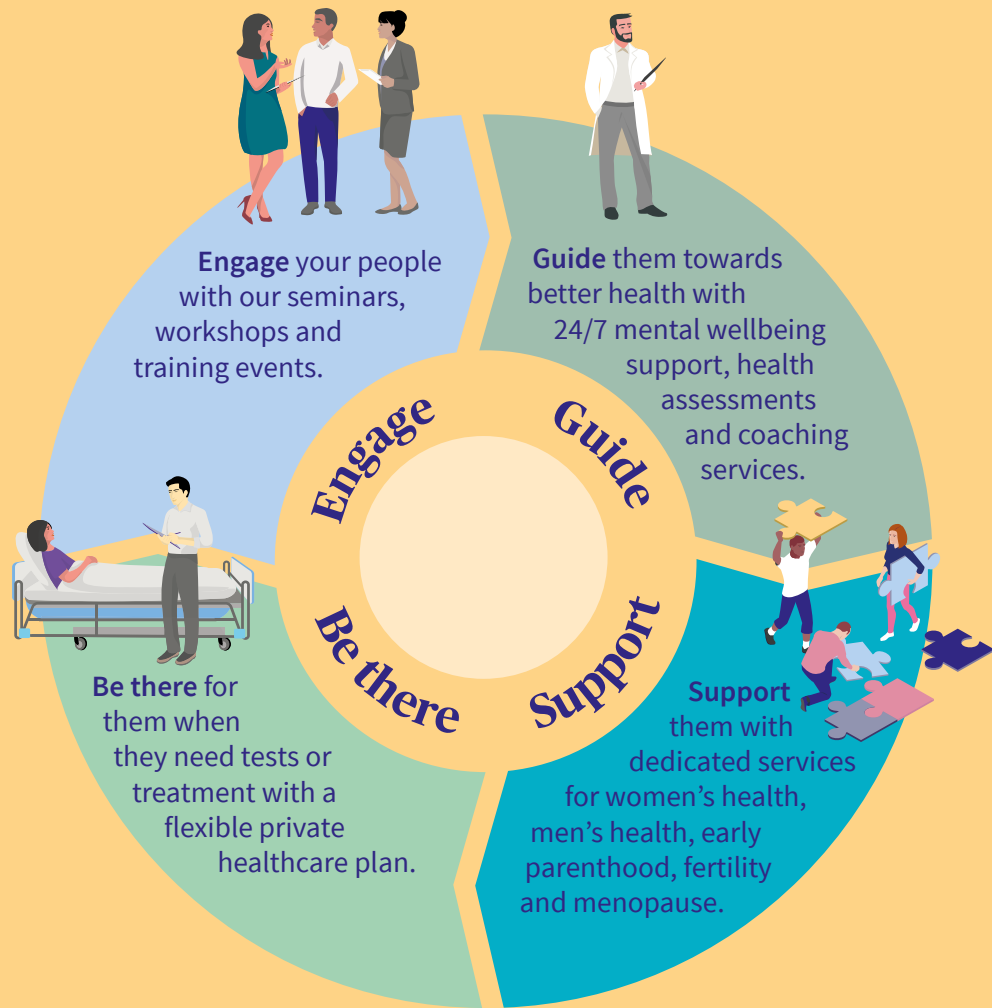 Engage your people
with our seminars,
workshops and
training events.
Guide them towards
better health with
24/7 mental wellbeing
support, health
assessments
and coaching
services.
Engage
Guide
Be there
Support
Be there for
them when
they need tests or
treatment with a
flexible private
healthcare plan.
Support
them with
dedicated services
for women’s health,
men’s health, early
parenthood, fertility
and menopause.